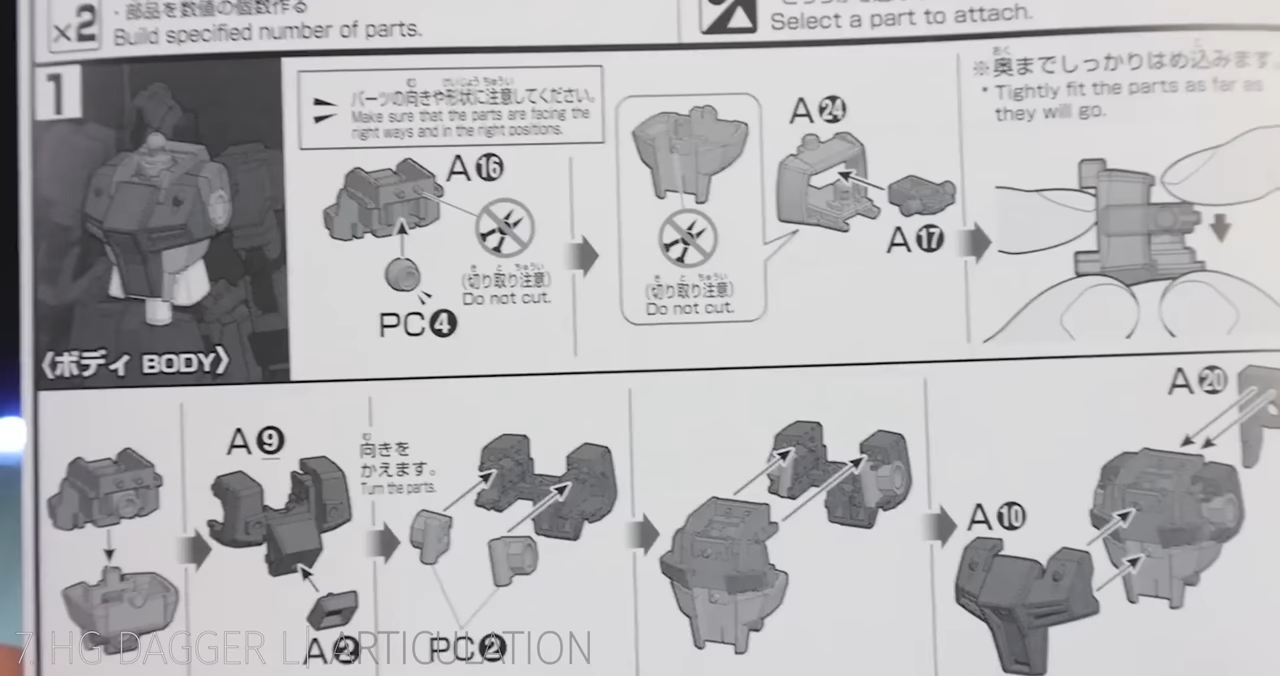 ×2
・部品を数値の個数作る
Build specified number of parts.
Select a part to attach.
1
パーツの向きや形状に注意してください。
Make sure that the parts are facing the
right ways and in the right positions.
A16
PC4
(切り取り注意)
Do not cut.
(切り取り注意)
Do not cut.
A24
A17
※奥までしっかりはめ込みます
* Tightly fit the parts as far as
they will go.
《ボディ BODY》
A9
A2
向きを
かえます。
Turn the parts.
PC2
A10
A20
7. HG DAGGER L | ARTICULATION